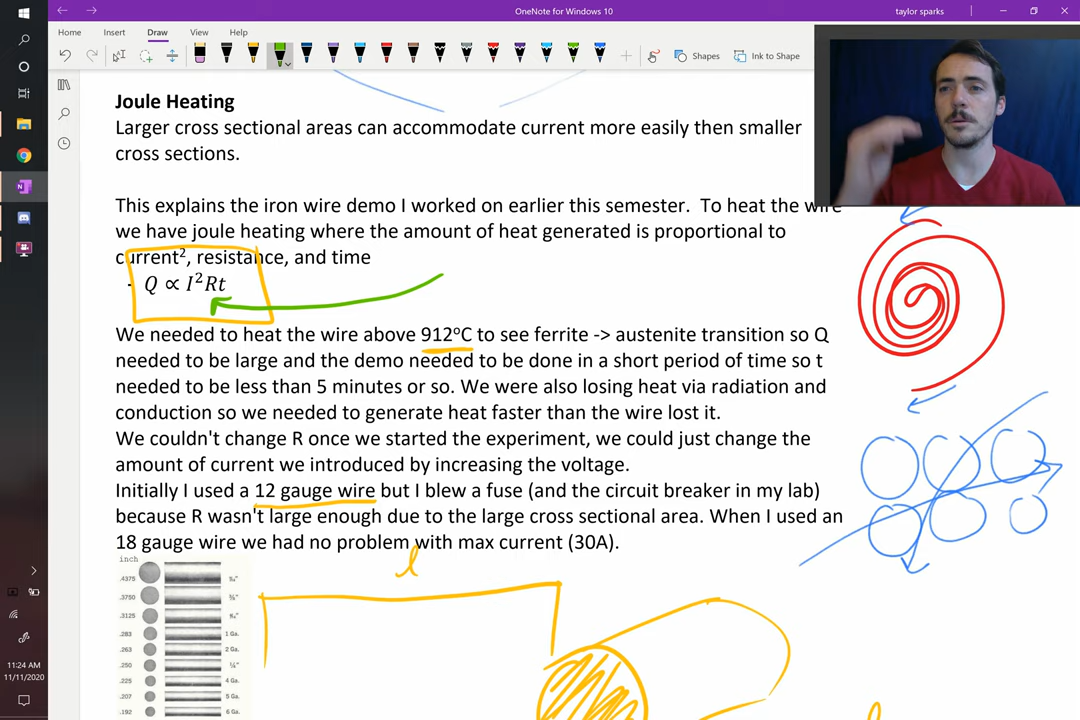 OneNote for Windows 10
taylor sparks
Home Insert Draw View Help
Shapes Ink to Shape
Joule Heating
Larger cross sectional areas can accommodate current more easily then smaller
cross sections.
This explains the iron wire demo I worked on earlier this semester.  To heat the wire
we have joule heating where the amount of heat generated is proportional to
current², resistance, and time
- Q ∝ I²Rt
We needed to heat the wire above 912°C to see ferrite -> austenite transition so Q
needed to be large and the demo needed to be done in a short period of time so t
needed to be less than 5 minutes or so. We were also losing heat via radiation and
conduction so we needed to generate heat faster than the wire lost it.
We couldn't change R once we started the experiment, we could just change the
amount of current we introduced by increasing the voltage.
Initially I used a 12 gauge wire but I blew a fuse (and the circuit breaker in my lab)
because R wasn't large enough due to the large cross sectional area. When I used an
18 gauge wire we had no problem with max current (30A).
l
inch
.4375
.3750
.3125
.283 1 Ga.
.263 2 Ga.
.250 ¼"
.225 4 Ga.
.207 5 Ga.
.192 6 Ga.
11:24 AM
11/11/2020